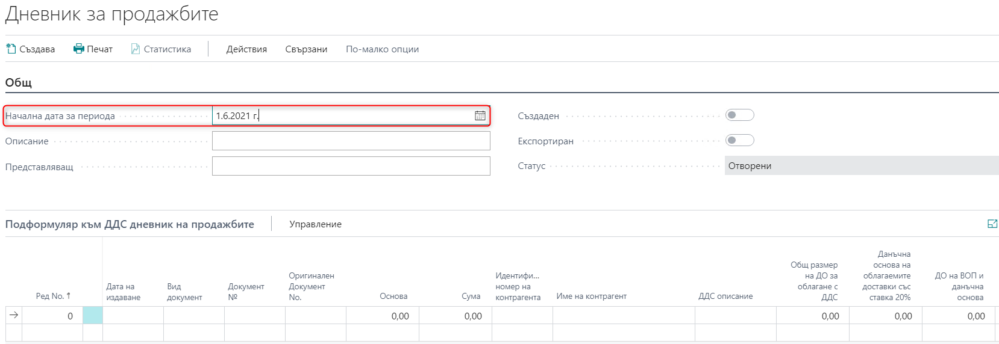 Дневник за продажбите
Създава Печат Статистика Действия Свързани По-малко опции
Общ
Начална дата за периода 1.6.2021 г. Създаден
Описание Експортиран
Представляващ Статус Отворени
Подформуляр към ДДС дневник на продажбите Управление
Ред No. ↑
Дата на
издаване
Вид
документ
Документ
№
Оригинален
Документ
No.
Основа
Сума
Идентифи...
номер на
контрагента
Име на контрагент
ДДС описание
Общ размер
на ДО за
облагане с
ДДС
Данъчна
основа на
облагаемите
доставки със
ставка 20%
ДО на ВОП и
данъчна
основа
→ 0 0,00 0,00 0,00 0,00 0,00